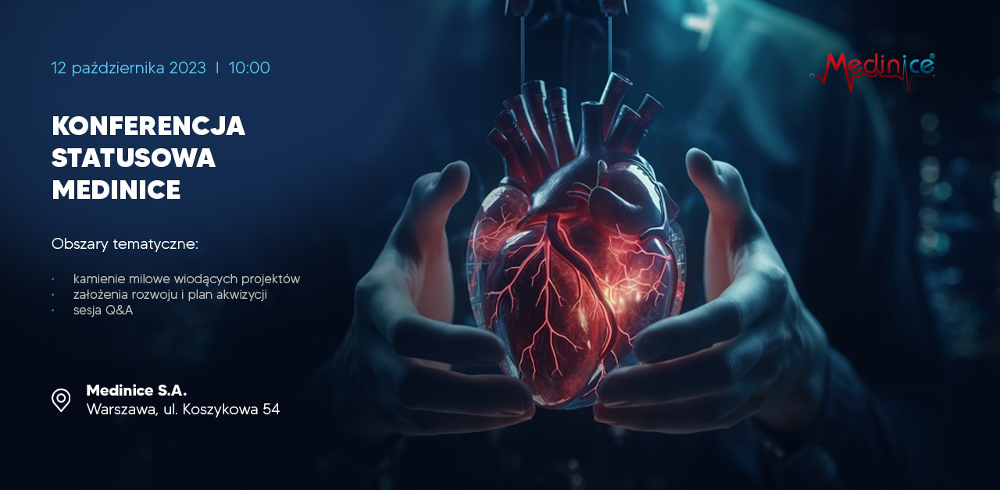 12 października 2023 | 10:00
Medinice®
KONFERENCJA
STATUSOWA
MEDINICE
Obszary tematyczne:
• kamienie milowe wiodących projektów
• założenia rozwoju i plan akwizycji
• sesja Q&A
Medinice S.A.
Warszawa, ul. Koszykowa 54